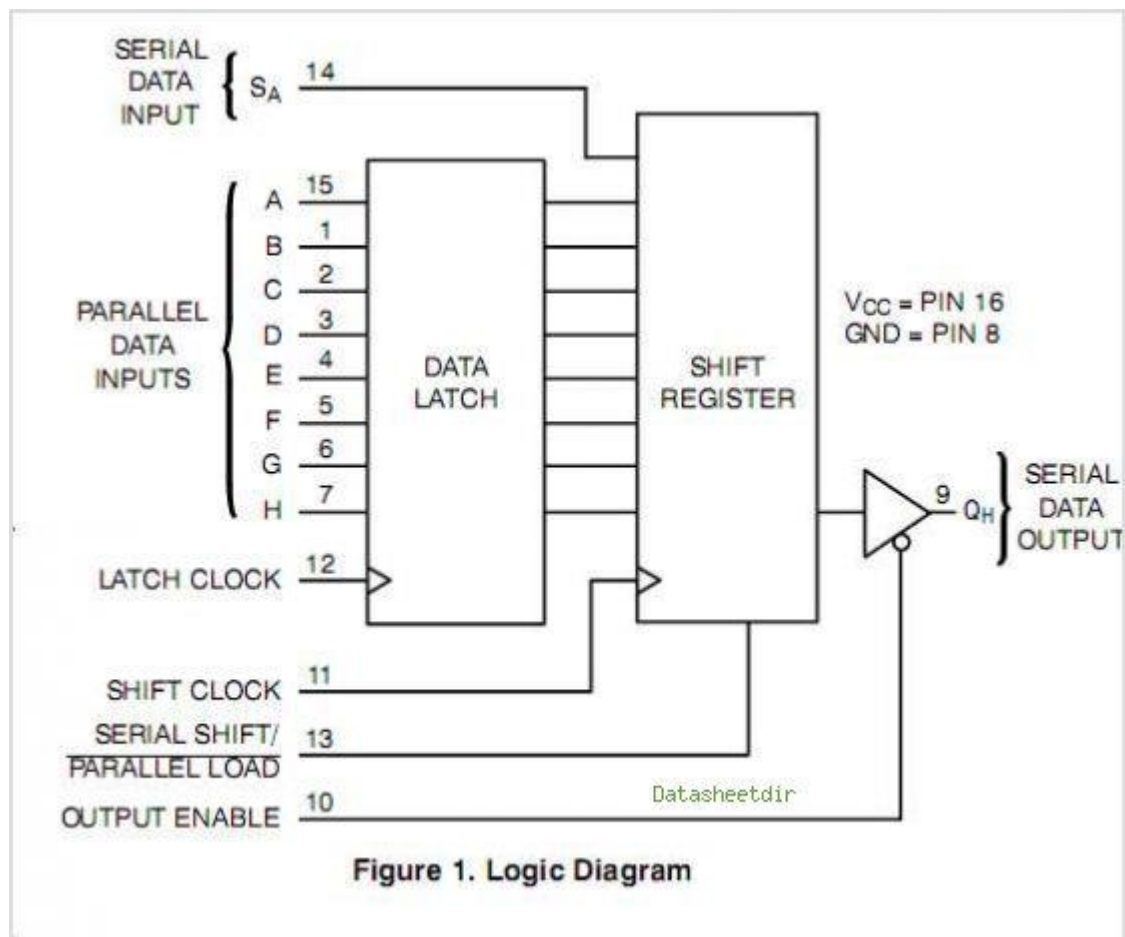 SERIAL
DATA
INPUT
SA
14
A
15
B
1
C
2
D
3
E
4
F
5
G
6
H
7
PARALLEL
DATA
INPUTS
DATA
LATCH
SHIFT
REGISTER
VCC = PIN 16
GND = PIN 8
9
QH
SERIAL
DATA
OUTPUT
LATCH CLOCK
12
SHIFT CLOCK
11
SERIAL SHIFT/
PARALLEL LOAD
13
OUTPUT ENABLE
10
Datasheetdir
Figure 1. Logic Diagram